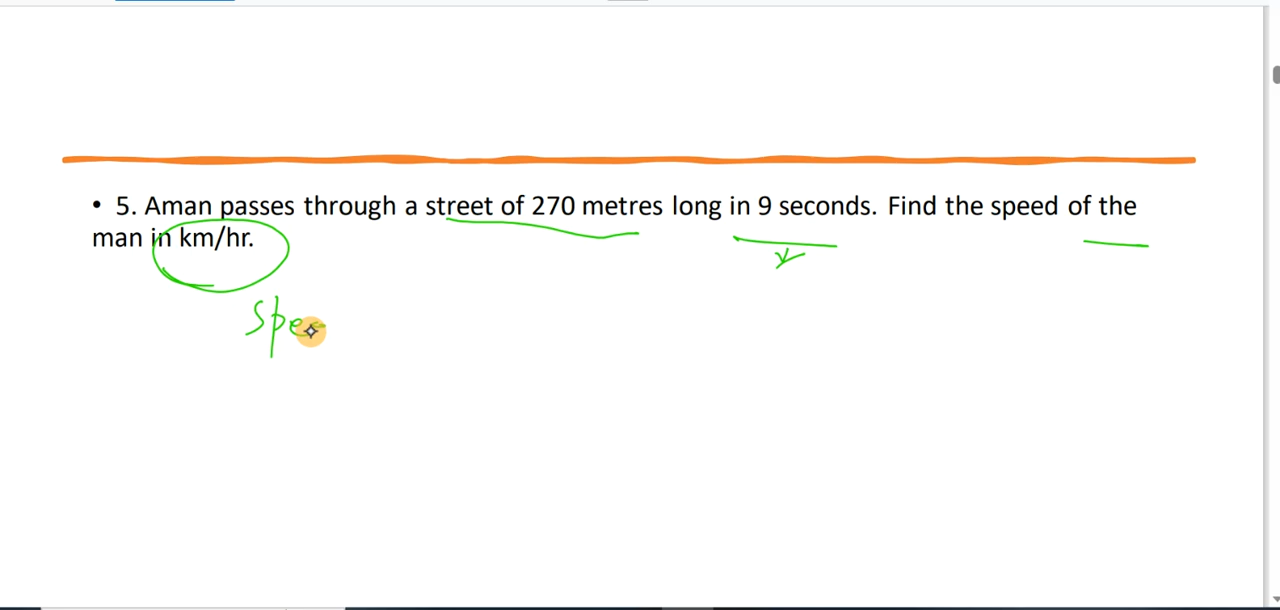 • 5. Aman passes through a street of 270 metres long in 9 seconds. Find the speed of the
man in km/hr.
Spee